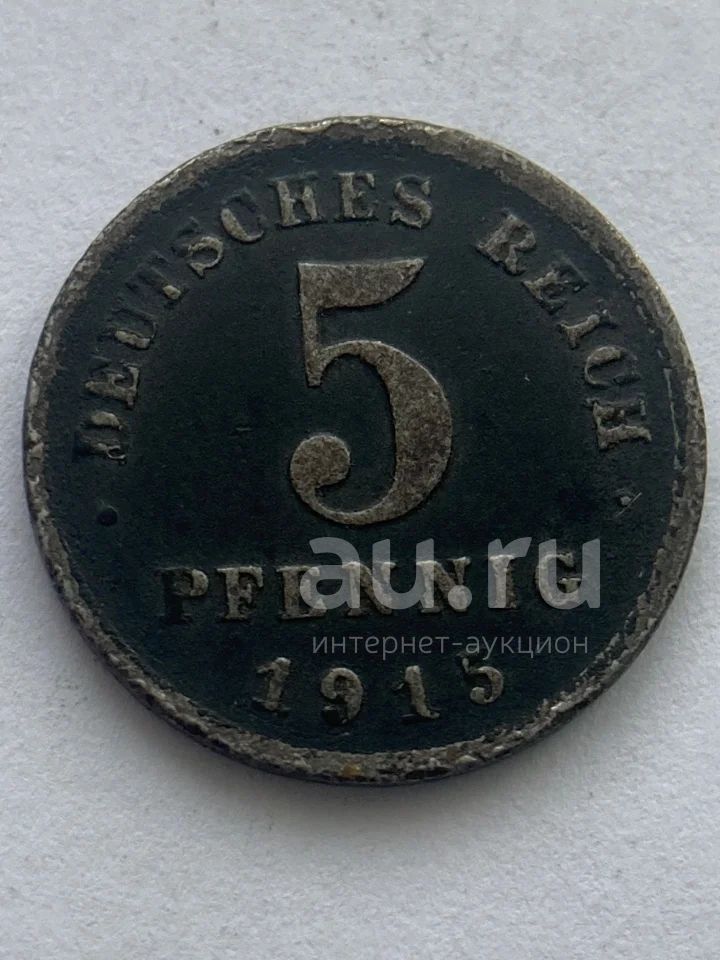 DEUTSCHES REICH
5
PFENNIG
1915
au.ru
интернет-аукцион